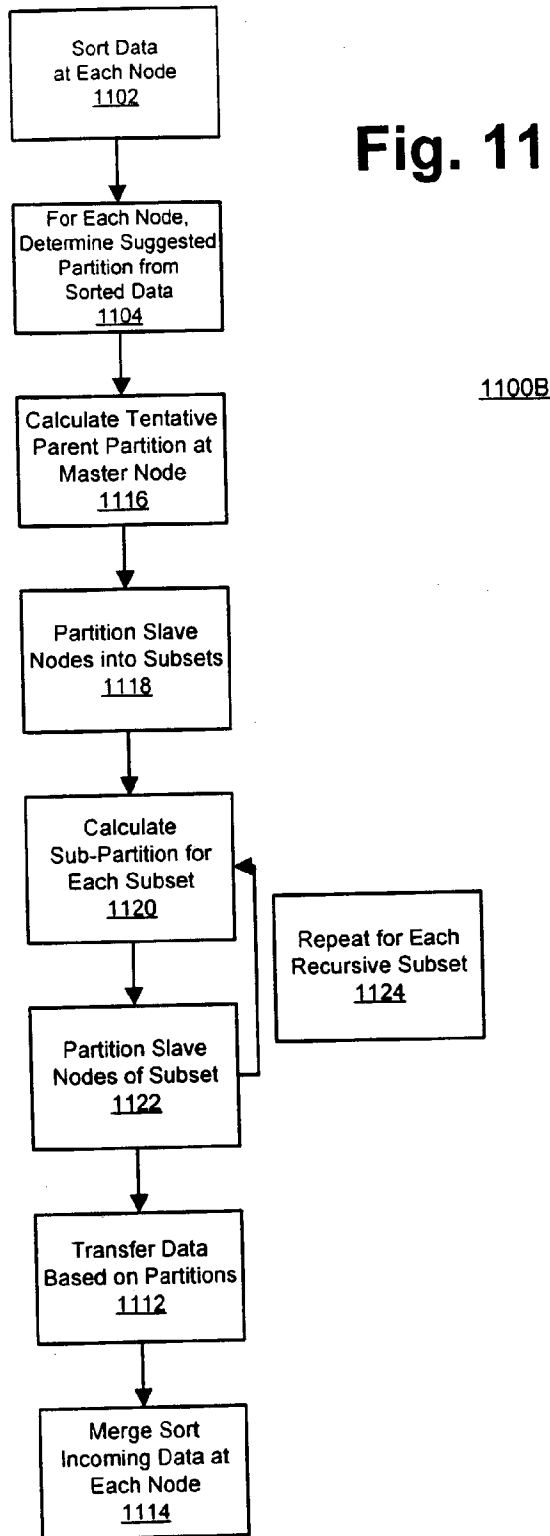 Sort Data
at Each Node
1102
Fig. 11
For Each Node,
Determine Suggested
Partition from
Sorted Data
1104
1100B
Calculate Tentative
Parent Partition at
Master Node
1116
Partition Slave
Nodes into Subsets
1118
Calculate
Sub-Partition for
Each Subset
1120
Repeat for Each
Recursive Subset
1124
Partition Slave
Nodes of Subset
1122
Transfer Data
Based on Partitions
1112
Merge Sort
Incoming Data at
Each Node
1114